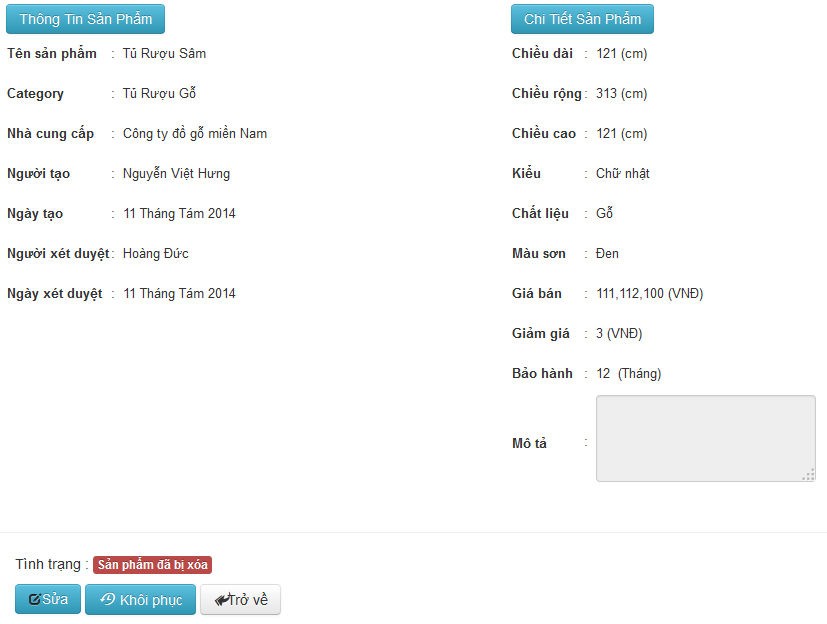 Thông Tin Sản Phẩm
Tên sản phẩm : Tủ Rượu Sâm
Category : Tủ Rượu Gỗ
Nhà cung cấp : Công ty đồ gỗ miền Nam
Người tạo : Nguyễn Việt Hưng
Ngày tạo : 11 Tháng Tám 2014
Người xét duyệt : Hoàng Đức
Ngày xét duyệt : 11 Tháng Tám 2014
Chi Tiết Sản Phẩm
Chiều dài : 121 (cm)
Chiều rộng : 313 (cm)
Chiều cao : 121 (cm)
Kiểu : Chữ nhật
Chất liệu : Gỗ
Màu sơn : Đen
Giá bán : 111,112,100 (VNĐ)
Giảm giá : 3 (VNĐ)
Bảo hành : 12 (Tháng)
Mô tả :
Tình trạng : Sản phẩm đã bị xóa
Sửa Khôi phục Trở về